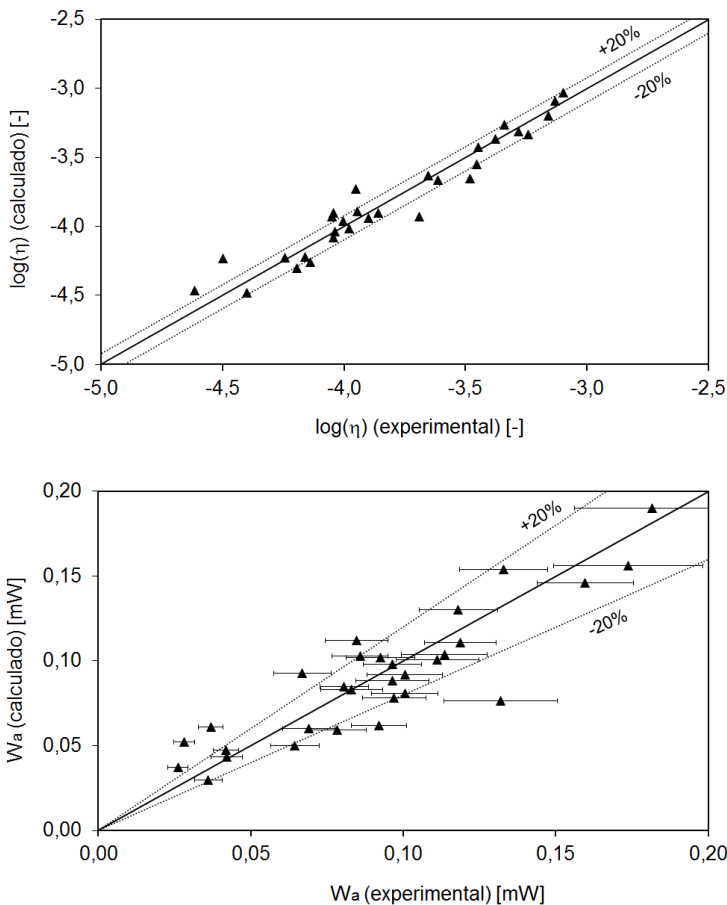 -2,5
+20%
-3,0
-20%
-3,5
-4,0
-4,5
-5,0
log(η) (calculado) [-]
-5,0 -4,5 -4,0 -3,5 -3,0 -2,5
log(η) (experimental) [-]
0,20
+20%
0,15
-20%
0,10
0,05
0,00
Wa (calculado) [mW]
0,00 0,05 0,10 0,15 0,20
Wa (experimental) [mW]